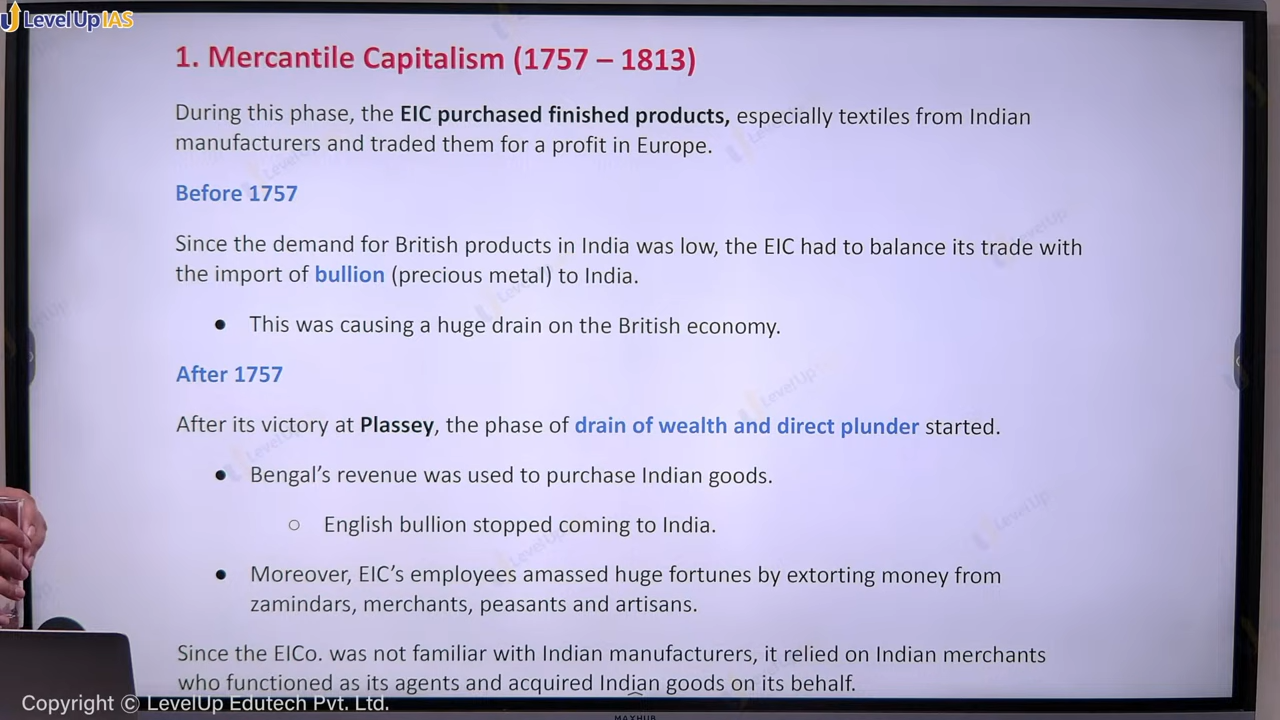 LevelUp IAS
1. Mercantile Capitalism (1757 – 1813)
During this phase, the EIC purchased finished products, especially textiles from Indian
manufacturers and traded them for a profit in Europe.
Before 1757
Since the demand for British products in India was low, the EIC had to balance its trade with
the import of bullion (precious metal) to India.
● This was causing a huge drain on the British economy.
After 1757
After its victory at Plassey, the phase of drain of wealth and direct plunder started.
● Bengal’s revenue was used to purchase Indian goods.
○ English bullion stopped coming to India.
● Moreover, EIC’s employees amassed huge fortunes by extorting money from
zamindars, merchants, peasants and artisans.
Since the EICo. was not familiar with Indian manufacturers, it relied on Indian merchants
who functioned as its agents and acquired Indian goods on its behalf.
Copyright © LevelUp Edutech Pvt. Ltd.
MAXHUB